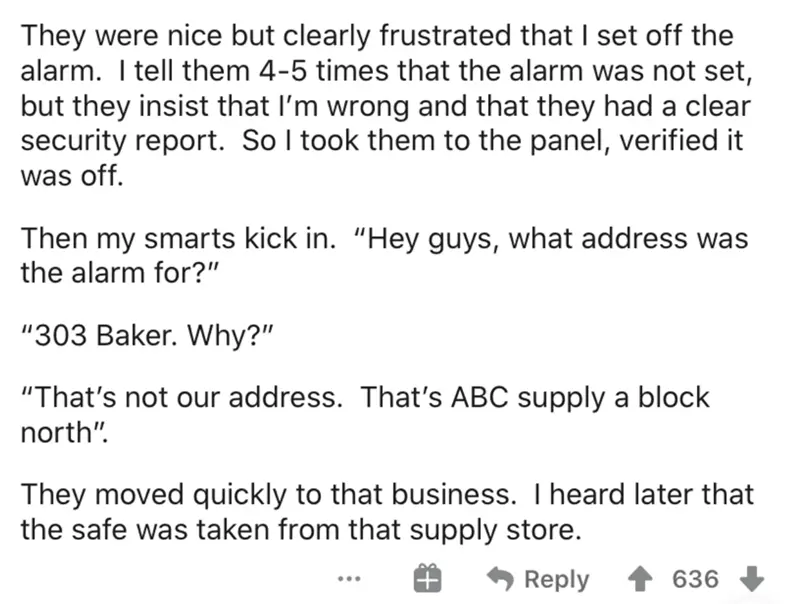 They were nice but clearly frustrated that I set off the
alarm.  I tell them 4-5 times that the alarm was not set,
but they insist that I’m wrong and that they had a clear
security report.  So I took them to the panel, verified it
was off.
Then my smarts kick in.  “Hey guys, what address was
the alarm for?”
“303 Baker. Why?”
“That’s not our address.  That’s ABC supply a block
north”.
They moved quickly to that business.  I heard later that
the safe was taken from that supply store.
... Reply 636